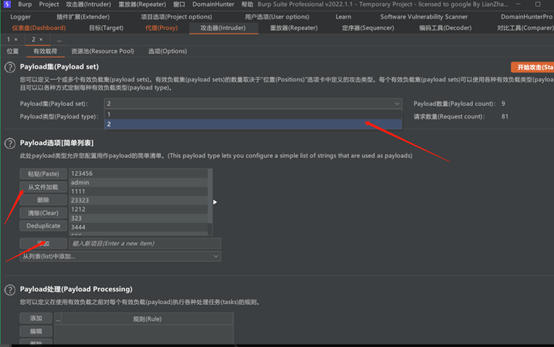 Burp Project 攻击器(Intruder) 重放器(Repeater) 窗口 帮助 Burp Suite Professional v2022.1.1 - Temporary Project - licensed to google By LianZha
Logger 插件扩展(Extender) 项目选项(Project options) 用户选项(User options) Learn Software Vulnerability Scanner DomainHunterPro
仪表盘(Dashboard) 目标(Target) 代理(Proxy) 攻击器(Intruder) 重放器(Repeater) 定序器(Sequencer) 编码工具(Decoder) 对比工具(Comparer)
1 × 2 × ...
位置 有效载荷 资源池(Resource Pool) 选项(Options)
Payload集(Payload set)
开始攻击(Sta
您可以定义一个或多个有效负载集(payload sets)。有效负载集(payload sets)的数量取决于"位置(Positions)"选项卡中定义的攻击类型。每个有效负载集(payload sets)可以使用各种有效负载类型(payload
且可以以各种方式定制每种有效负载类型(payload type).
Payload集(Payload set): 2 Payload数量(Payload count): 9
Payload类型(Payload type): 1 请求数量(Request count): 81
2
Payload选项[简单列表]
此处payload类型允许您配置用作payload的简单清单。(This payload type lets you configure a simple list of strings that are used as payloads)
粘贴(Paste) 123456
从文件加载 admin
1111
删除 23323
清除(Clear) 1212
323
Deduplicate 3444
添加 输入新项目(Enter a new item)
从列表(list)中添加...
Payload处理(Payload Processing)
您可以定义在使用有效负载之前对每个有效负载(payload)执行各种处理任务(tasks)的规则。
添加 ... 规则(Rule)
编辑
删除